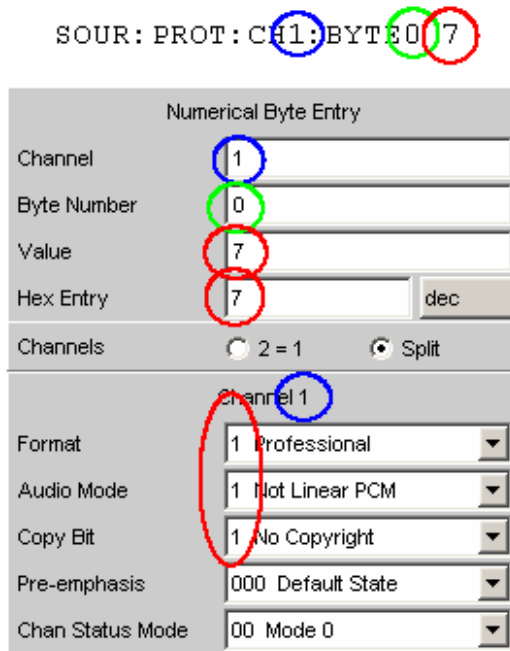 SOUR:PROT:CH1:BYTE0 7
Numerical Byte Entry
Channel 1
Byte Number 0
Value 7
Hex Entry 7 dec
Channels 2 = 1 Split
Channel 1
Format 1 Professional
Audio Mode 1 Not Linear PCM
Copy Bit 1 No Copyright
Pre-emphasis 000 Default State
Chan Status Mode 00 Mode 0